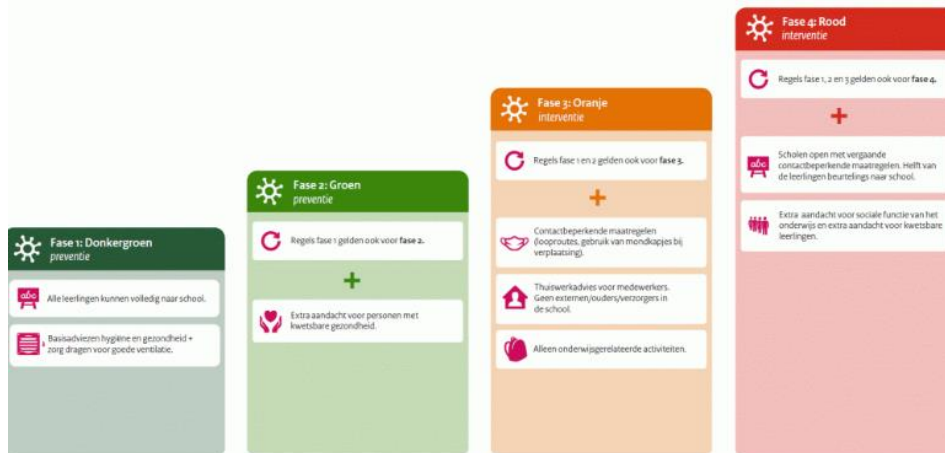 Fase 1: Donkergroen
preventie
abc
Alle leerlingen kunnen volledig naar school.
Basisadviezen hygiëne en gezondheid +
zorg dragen voor goede ventilatie.
Fase 2: Groen
preventie
Regels fase 1 gelden ook voor fase 2.
+
Extra aandacht voor personen met
kwetsbare gezondheid.
Fase 3: Oranje
interventie
Regels fase 1 en 2 gelden ook voor fase 3.
+
Contactbeperkende maatregelen
(looproutes, gebruik van mondkapjes bij
verplaatsing).
Thuiswerkadvies voor medewerkers.
Geen externen/ouders/verzorgers in
de school.
Alleen onderwijsgerelateerde activiteiten.
Fase 4: Rood
interventie
Regels fase 1, 2 en 3 gelden ook voor fase 4.
+
abc
Scholen open met vergaande
contactbeperkende maatregelen. Helft van
de leerlingen beurtelings naar school.
Extra aandacht voor sociale functie van het
onderwijs en extra aandacht voor kwetsbare
leerlingen.